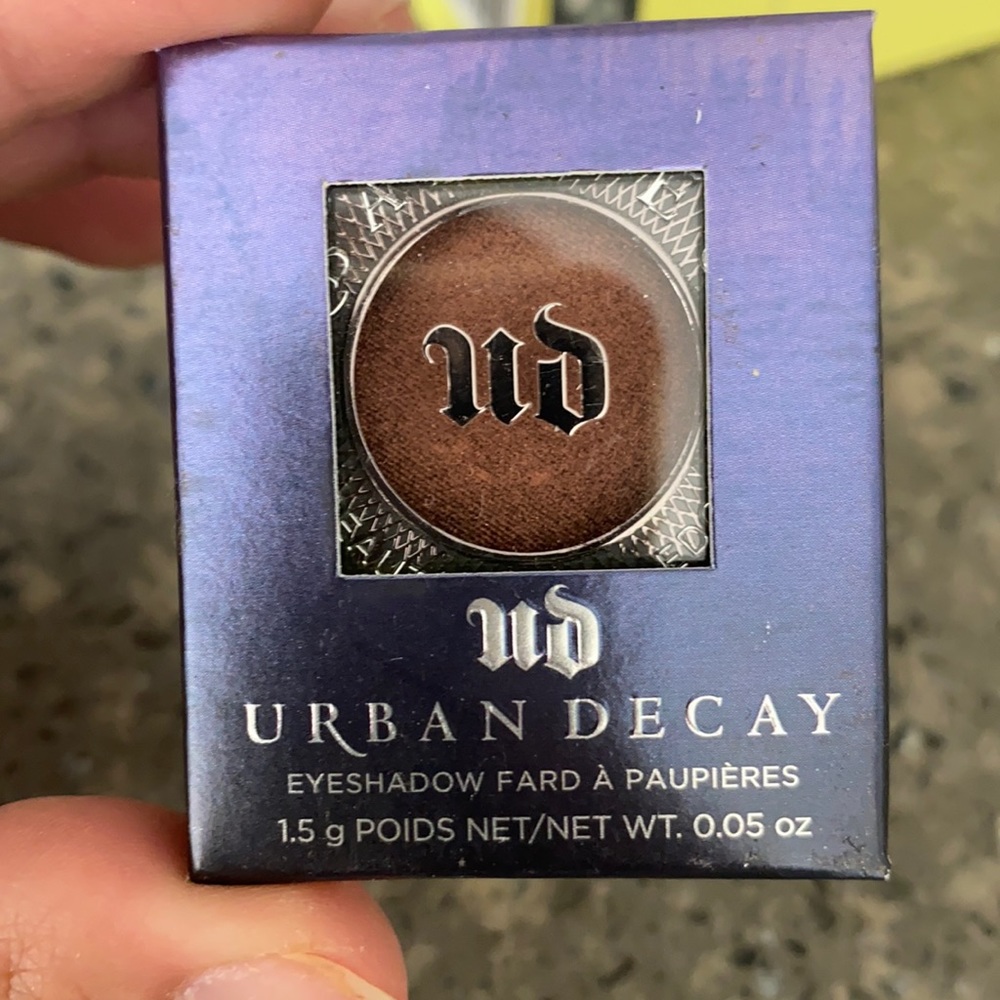 ud
ud
URBAN DECAY
EYESHADOW FARD À PAUPIÈRES
1.5 g POIDS NET/NET WT. 0.05 oz